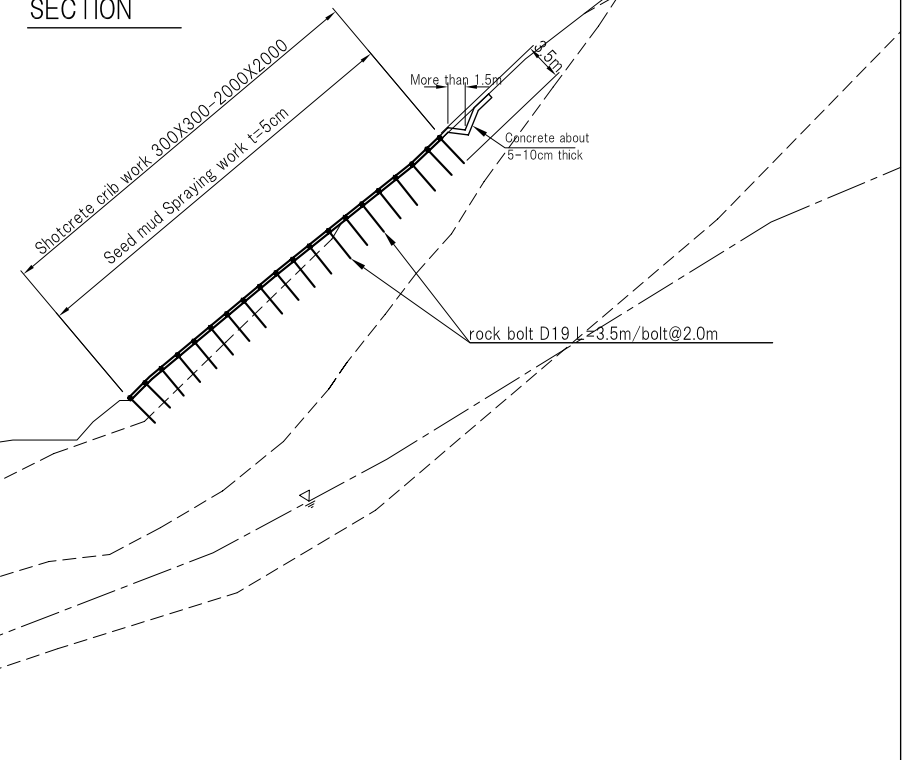 SECTION
Shotcrete crib work 300X300-2000X2000
Seed mud Spraying work t=5cm
More than 1.5m
3.5m
Concrete about
5-10cm thick
rock bolt D19 L=3.5m/bolt@2.0m